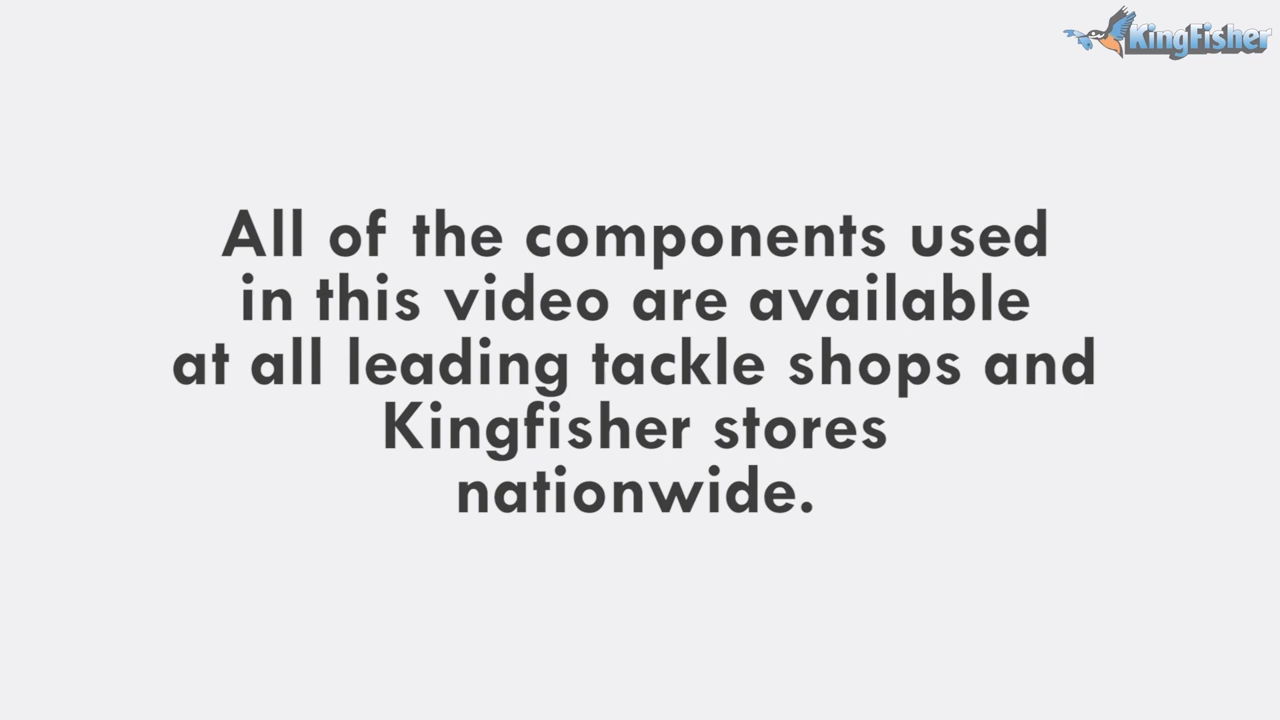 KingFisher
All of the components used
in this video are available
at all leading tackle shops and
Kingfisher stores
nationwide.